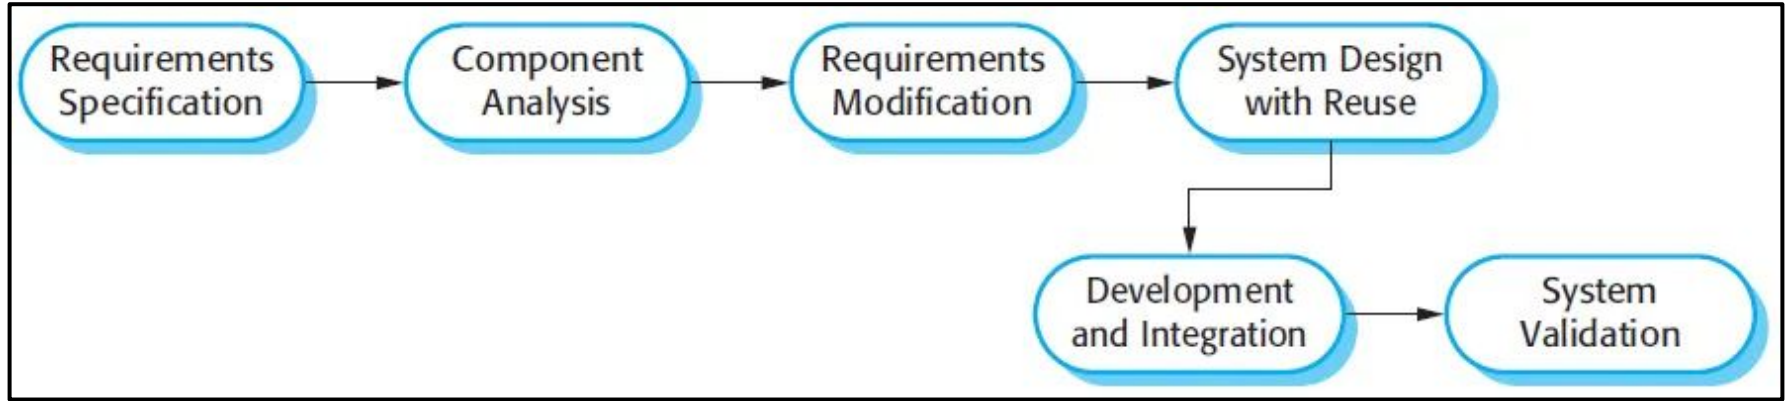 Requirements
Specification
Component
Analysis
Requirements
Modification
System Design
with Reuse
Development
and Integration
System
Validation